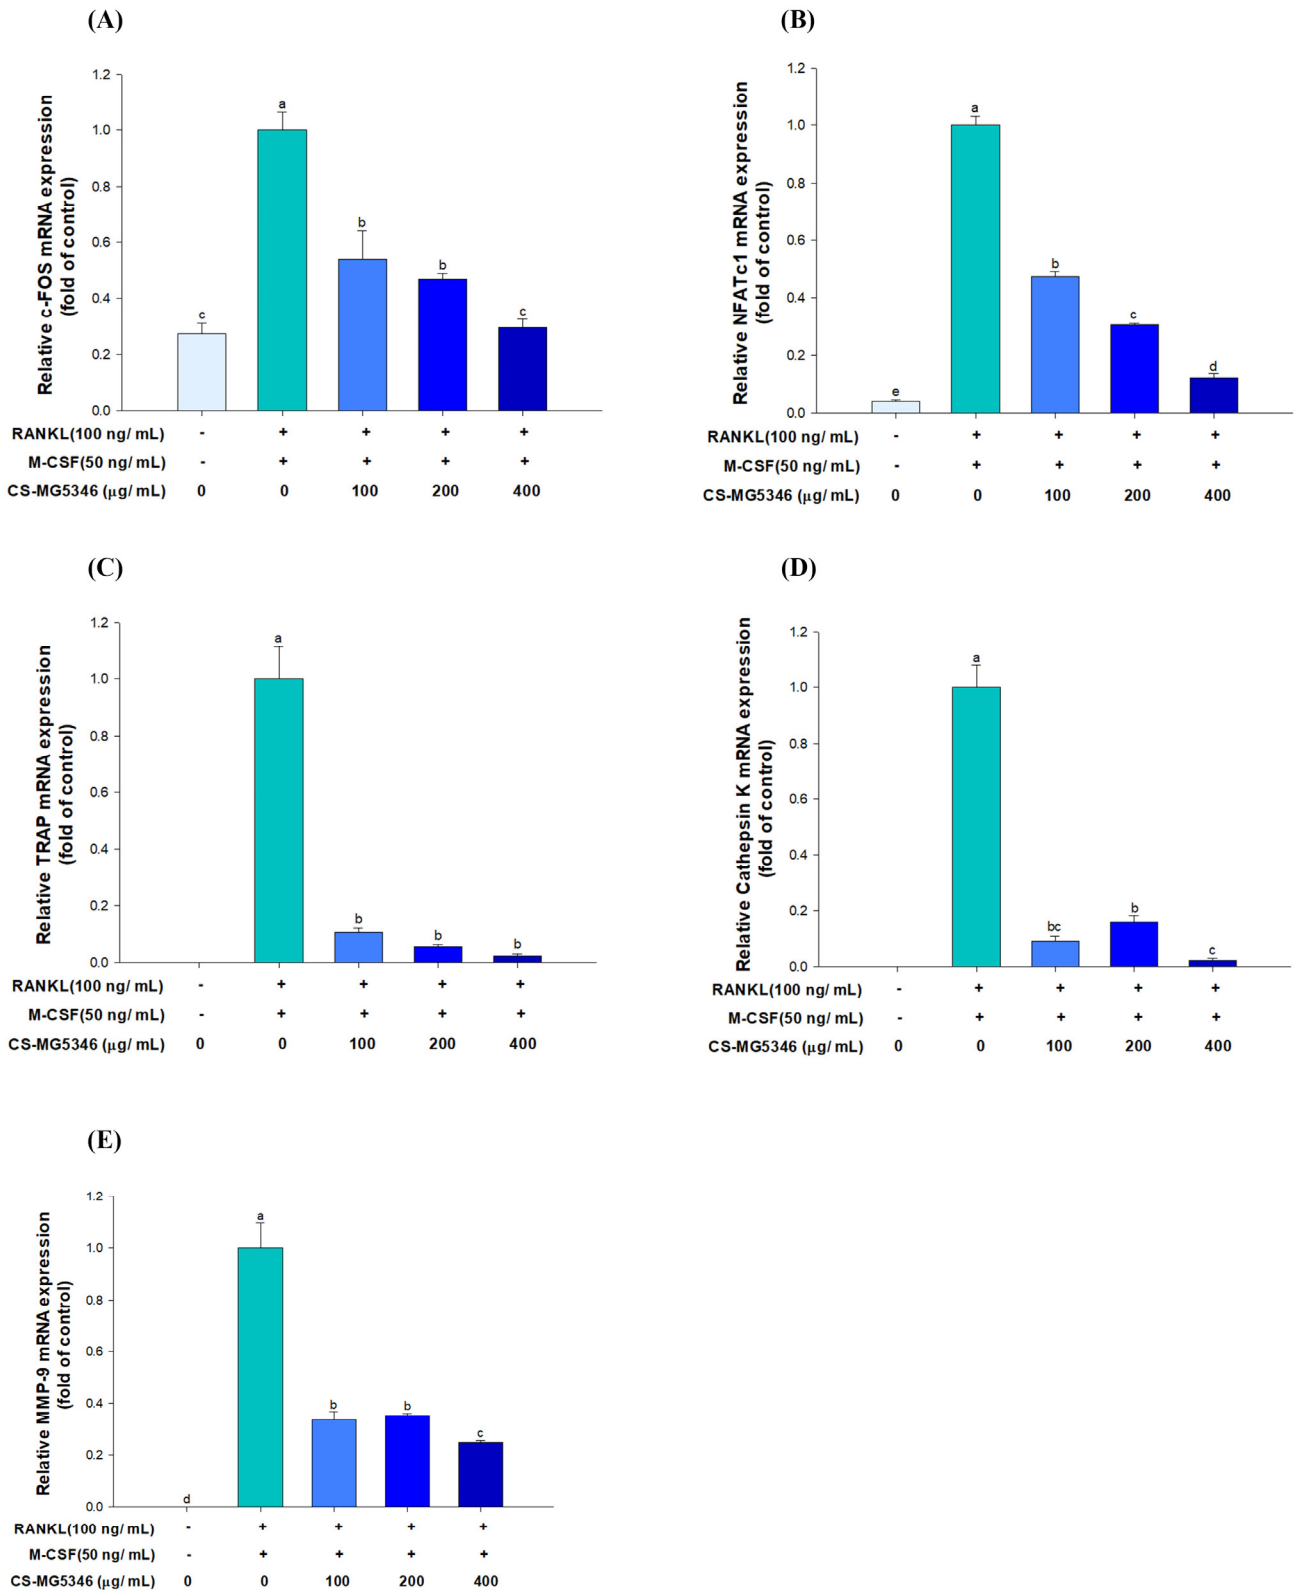 (A)
Relative c-FOS mRNA expression
(fold of control)
1.2
1.0
0.8
0.6
0.4
0.2
0.0
c
a
b
b
c
RANKL(100 ng/ mL) - + + + +
M-CSF(50 ng/ mL) - + + + +
CS-MG5346 (μg/ mL) 0 0 100 200 400
(B)
Relative NFATc1 mRNA expression
(fold of control)
1.2
1.0
0.8
0.6
0.4
0.2
0.0
e
a
b
c
d
RANKL(100 ng/ mL) - + + + +
M-CSF(50 ng/ mL) - + + + +
CS-MG5346 (μg/ mL) 0 0 100 200 400
(C)
Relative TRAP mRNA expression
(fold of control)
1.2
1.0
0.8
0.6
0.4
0.2
0.0
a
b
b
b
RANKL(100 ng/ mL) - + + + +
M-CSF(50 ng/ mL) - + + + +
CS-MG5346 (μg/ mL) 0 0 100 200 400
(D)
Relative Cathepsin K mRNA expression
(fold of control)
1.2
1.0
0.8
0.6
0.4
0.2
0.0
a
bc
b
c
RANKL(100 ng/ mL) - + + + +
M-CSF(50 ng/ mL) - + + + +
CS-MG5346 (μg/ mL) 0 0 100 200 400
(E)
Relative MMP-9 mRNA expression
(fold of control)
1.2
1.0
0.8
0.6
0.4
0.2
0.0
d
a
b
b
c
RANKL(100 ng/ mL) - + + + +
M-CSF(50 ng/ mL) - + + + +
CS-MG5346 (μg/ mL) 0 0 100 200 400